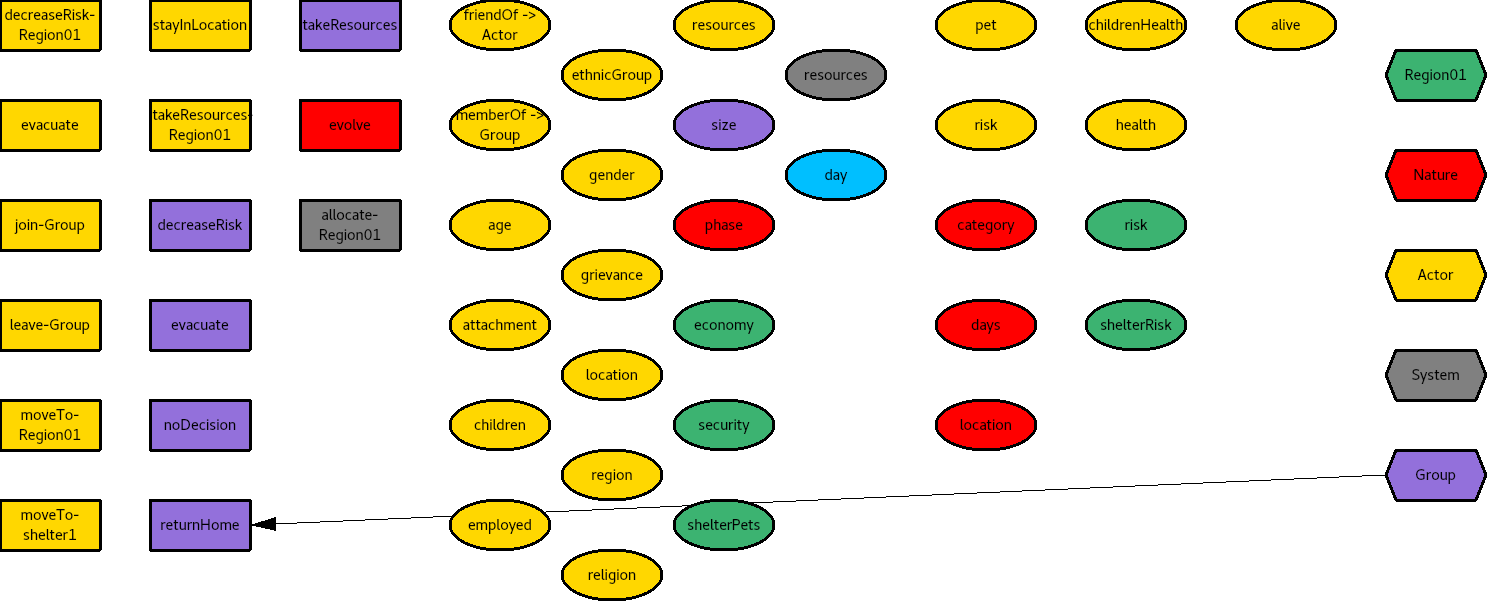 decreaseRisk-
Region01
stayInLocation
takeResources
friendOf ->
Actor
resources
pet
childrenHealth
alive
ethnicGroup
resources
Region01
evacuate
takeResources-
Region01
evolve
memberOf ->
Group
size
risk
health
gender
day
Nature
join-Group
decreaseRisk
allocate-
Region01
age
phase
category
risk
grievance
Actor
leave-Group
evacuate
attachment
economy
days
shelterRisk
location
System
moveTo-
Region01
noDecision
children
security
location
region
Group
moveTo-
shelter1
returnHome
employed
shelterPets
religion